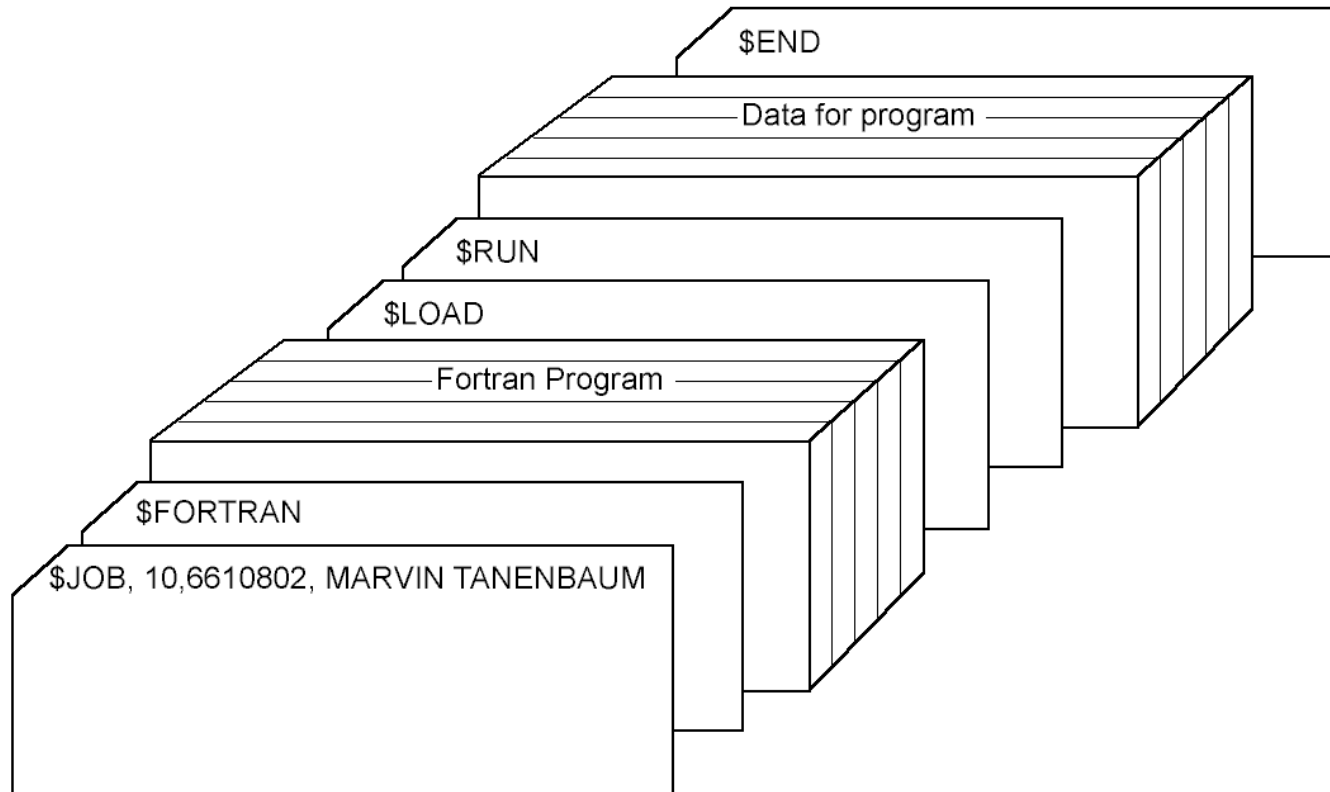 $END
Data for program
$RUN
$LOAD
Fortran Program
$FORTRAN
$JOB, 10,6610802, MARVIN TANENBAUM